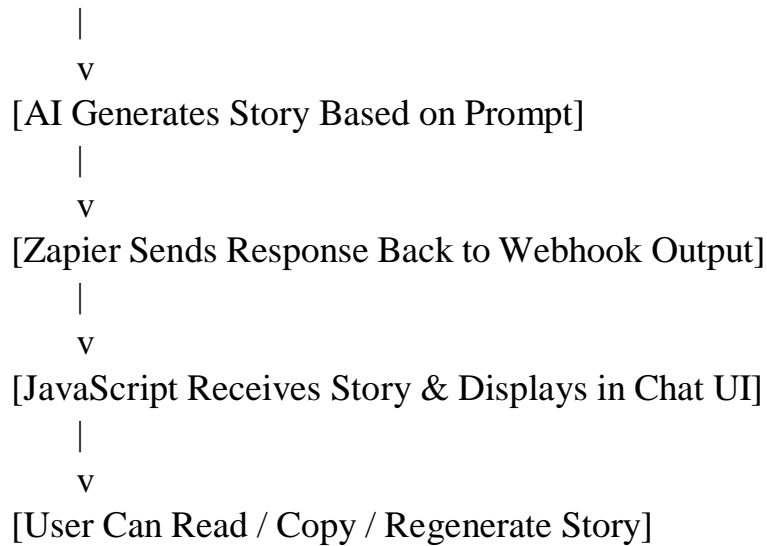 |
v
[AI Generates Story Based on Prompt]
|
v
[Zapier Sends Response Back to Webhook Output]
|
v
[JavaScript Receives Story & Displays in Chat UI]
|
v
[User Can Read / Copy / Regenerate Story]